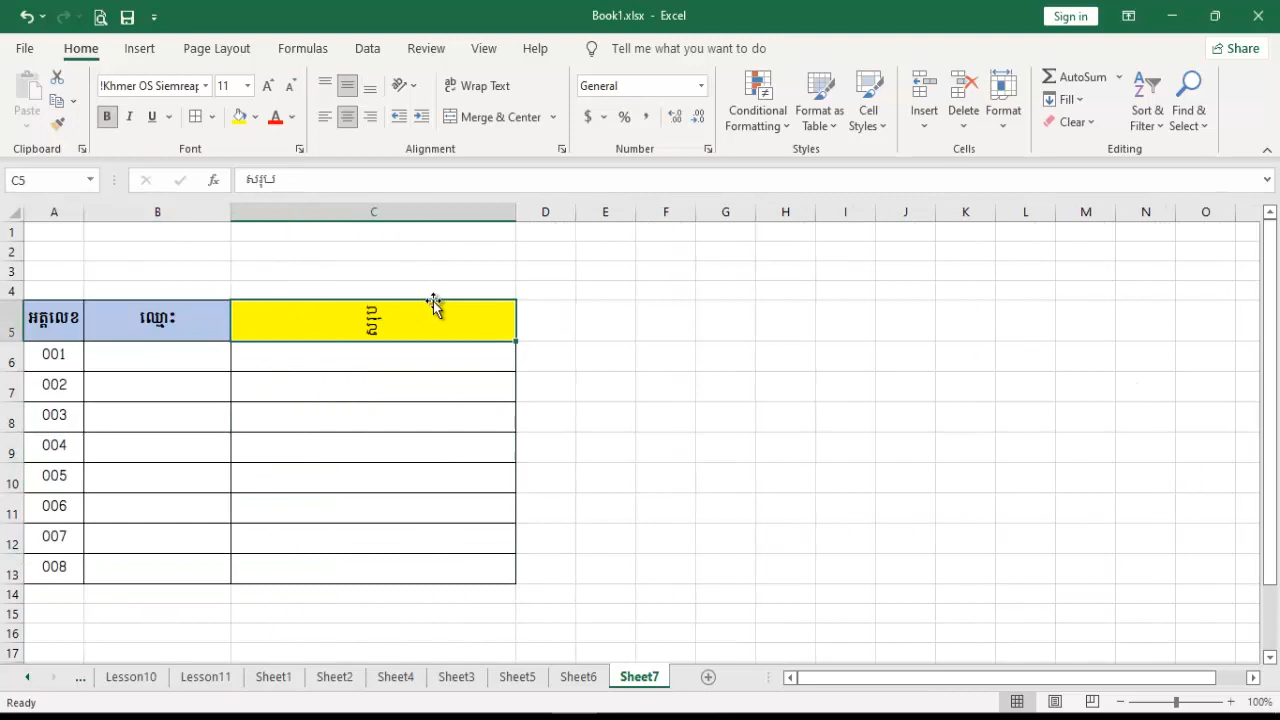 Book1.xlsx - Excel
Sign in
File Home Insert Page Layout Formulas Data Review View Help Tell me what you want to do Share
Paste
!Khmer OS Siemreap 11
B I U A
Wrap Text
Merge & Center
General
$ % ,
Conditional Formatting
Format as Table
Cell Styles
Insert Delete Format
AutoSum
Fill
Clear
Sort & Filter
Find & Select
Clipboard Font Alignment Number Styles Cells Editing
C5 fx
A B C D E F G H I J K L M N O
1
2
3
4
5 អត្តលេខ ឈ្មោះ
6 001
7 002
8 003
9 004
10 005
11 006
12 007
13 008
14
15
16
17
... Lesson10 Lesson11 Sheet1 Sheet2 Sheet4 Sheet3 Sheet5 Sheet6 Sheet7
Ready 100%